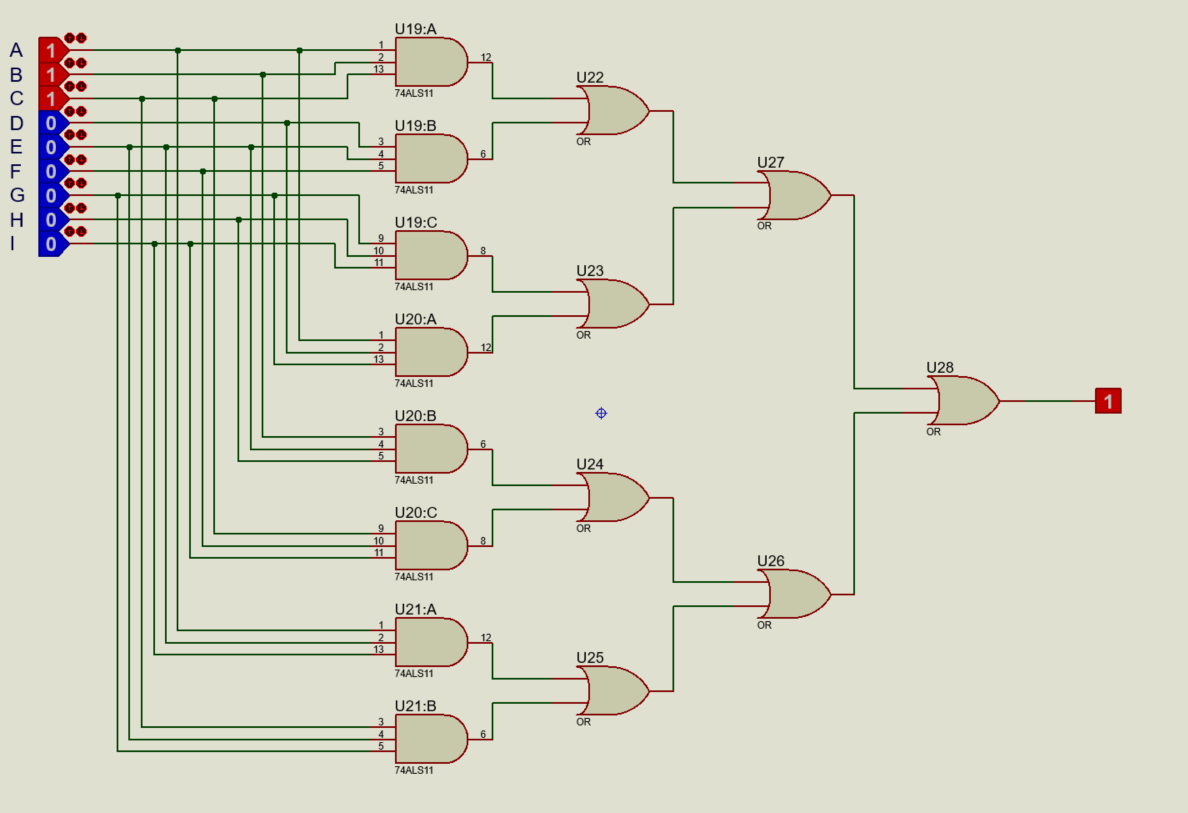 A 1
B 1
C 1
D 0
E 0
F 0
G 0
H 0
I 0
U19:A
1
2
13
12
74ALS11
U19:B
3
4
5
6
74ALS11
U19:C
9
10
11
8
74ALS11
U20:A
1
2
13
12
74ALS11
U20:B
3
4
5
6
74ALS11
U20:C
9
10
11
8
74ALS11
U21:A
1
2
13
12
74ALS11
U21:B
3
4
5
6
74ALS11
U22
OR
U23
OR
U24
OR
U25
OR
U27
OR
U26
OR
U28
OR
1